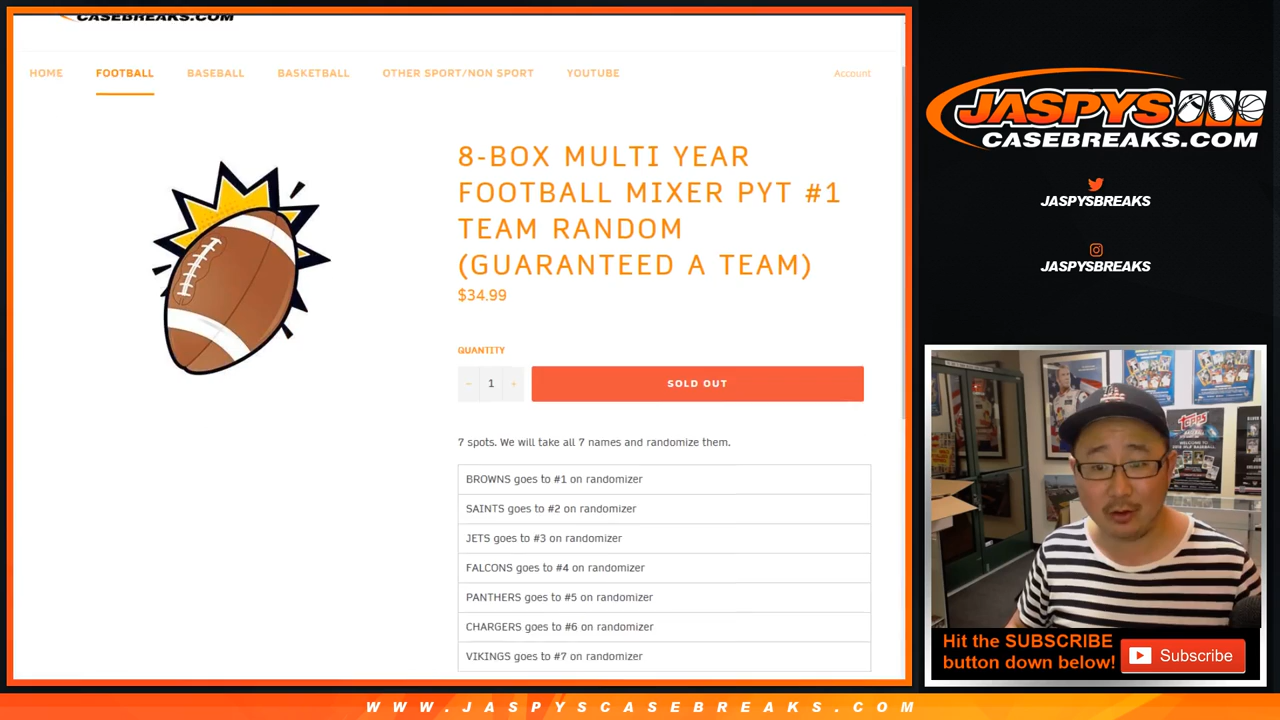 CASEBREAKS.COM
HOME FOOTBALL BASEBALL BASKETBALL OTHER SPORT/NON SPORT YOUTUBE Account
8-BOX MULTI YEAR
FOOTBALL MIXER PYT #1
TEAM RANDOM
(GUARANTEED A TEAM)
$34.99
QUANTITY
− 1 + SOLD OUT
7 spots. We will take all 7 names and randomize them.
BROWNS goes to #1 on randomizer
SAINTS goes to #2 on randomizer
JETS goes to #3 on randomizer
FALCONS goes to #4 on randomizer
PANTHERS goes to #5 on randomizer
CHARGERS goes to #6 on randomizer
VIKINGS goes to #7 on randomizer
JASPYS
CASEBREAKS.COM
JASPYSBREAKS
JASPYSBREAKS
Topps
Hit the SUBSCRIBE
button down below!
Subscribe
WWW.JASPYSCASEBREAKS.COM